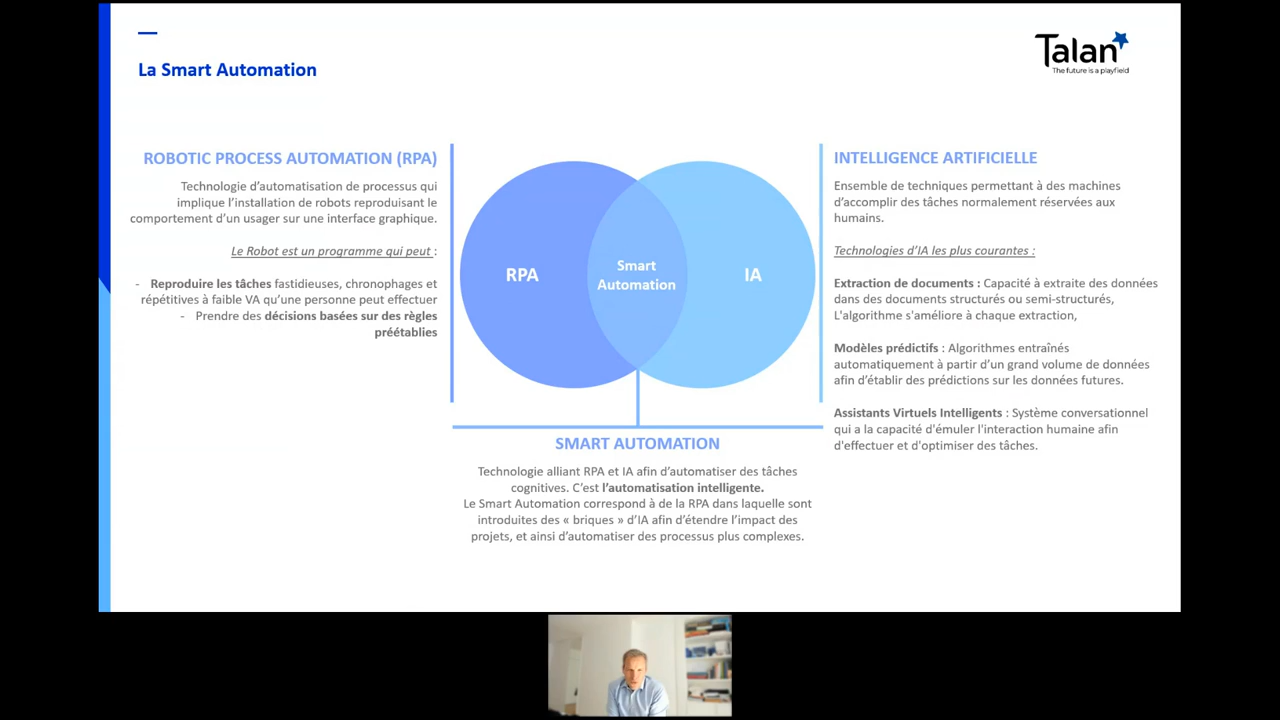 La Smart Automation
Talan
The future is a playfield
ROBOTIC PROCESS AUTOMATION (RPA)
Technologie d'automatisation de processus qui
implique l'installation de robots reproduisant le
comportement d'un usager sur une interface graphique.
Le Robot est un programme qui peut :
- Reproduire les tâches fastidieuses, chronophages et
répétitives à faible VA qu'une personne peut effectuer
- Prendre des décisions basées sur des règles
préétablies
RPA
Smart
Automation
IA
INTELLIGENCE ARTIFICIELLE
Ensemble de techniques permettant à des machines
d'accomplir des tâches normalement réservées aux
humains.
Technologies d'IA les plus courantes :
Extraction de documents : Capacité à extraite des données
dans des documents structurés ou semi-structurés,
L'algorithme s'améliore à chaque extraction,
Modèles prédictifs : Algorithmes entraînés
automatiquement à partir d'un grand volume de données
afin d'établir des prédictions sur les données futures.
Assistants Virtuels Intelligents : Système conversationnel
qui a la capacité d'émuler l'interaction humaine afin
d'effectuer et d'optimiser des tâches.
SMART AUTOMATION
Technologie alliant RPA et IA afin d'automatiser des tâches
cognitives. C'est l'automatisation intelligente.
Le Smart Automation correspond à de la RPA dans laquelle sont
introduites des « briques » d'IA afin d'étendre l'impact des
projets, et ainsi d'automatiser des processus plus complexes.